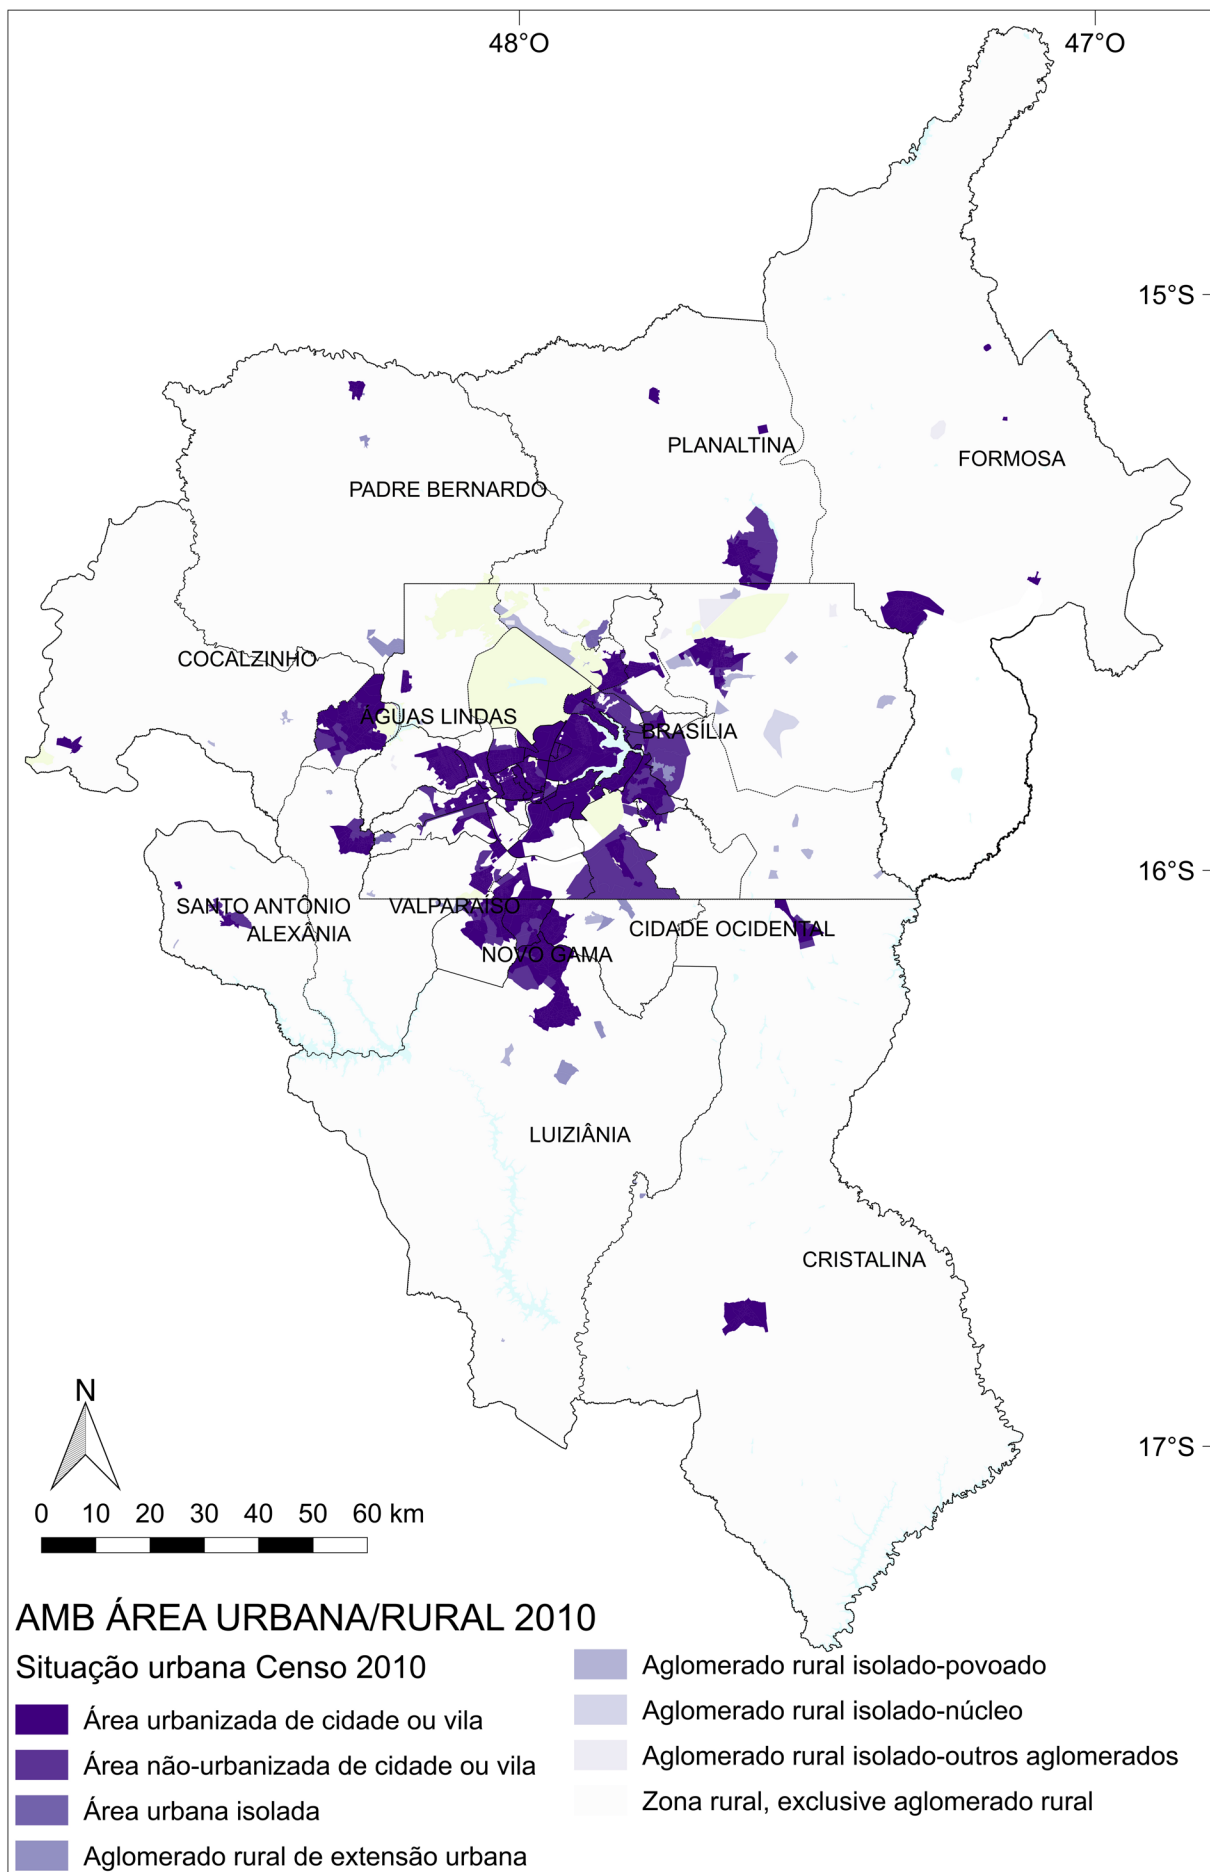 48°O
47°O
15°S
PLANALTINA
FORMOSA
PADRE BERNARDO
COCALZINHO
ÁGUAS LINDAS
BRASÍLIA
16°S
SANTO ANTÔNIO
VALPARAÍSO
ALEXÂNIA
CIDADE OCIDENTAL
NOVO GAMA
LUIZIÂNIA
CRISTALINA
N
17°S
0 10 20 30 40 50 60 km
AMB ÁREA URBANA/RURAL 2010
Situação urbana Censo 2010
Área urbanizada de cidade ou vila
Área não-urbanizada de cidade ou vila
Área urbana isolada
Aglomerado rural de extensão urbana
Aglomerado rural isolado-povoado
Aglomerado rural isolado-núcleo
Aglomerado rural isolado-outros aglomerados
Zona rural, exclusive aglomerado rural